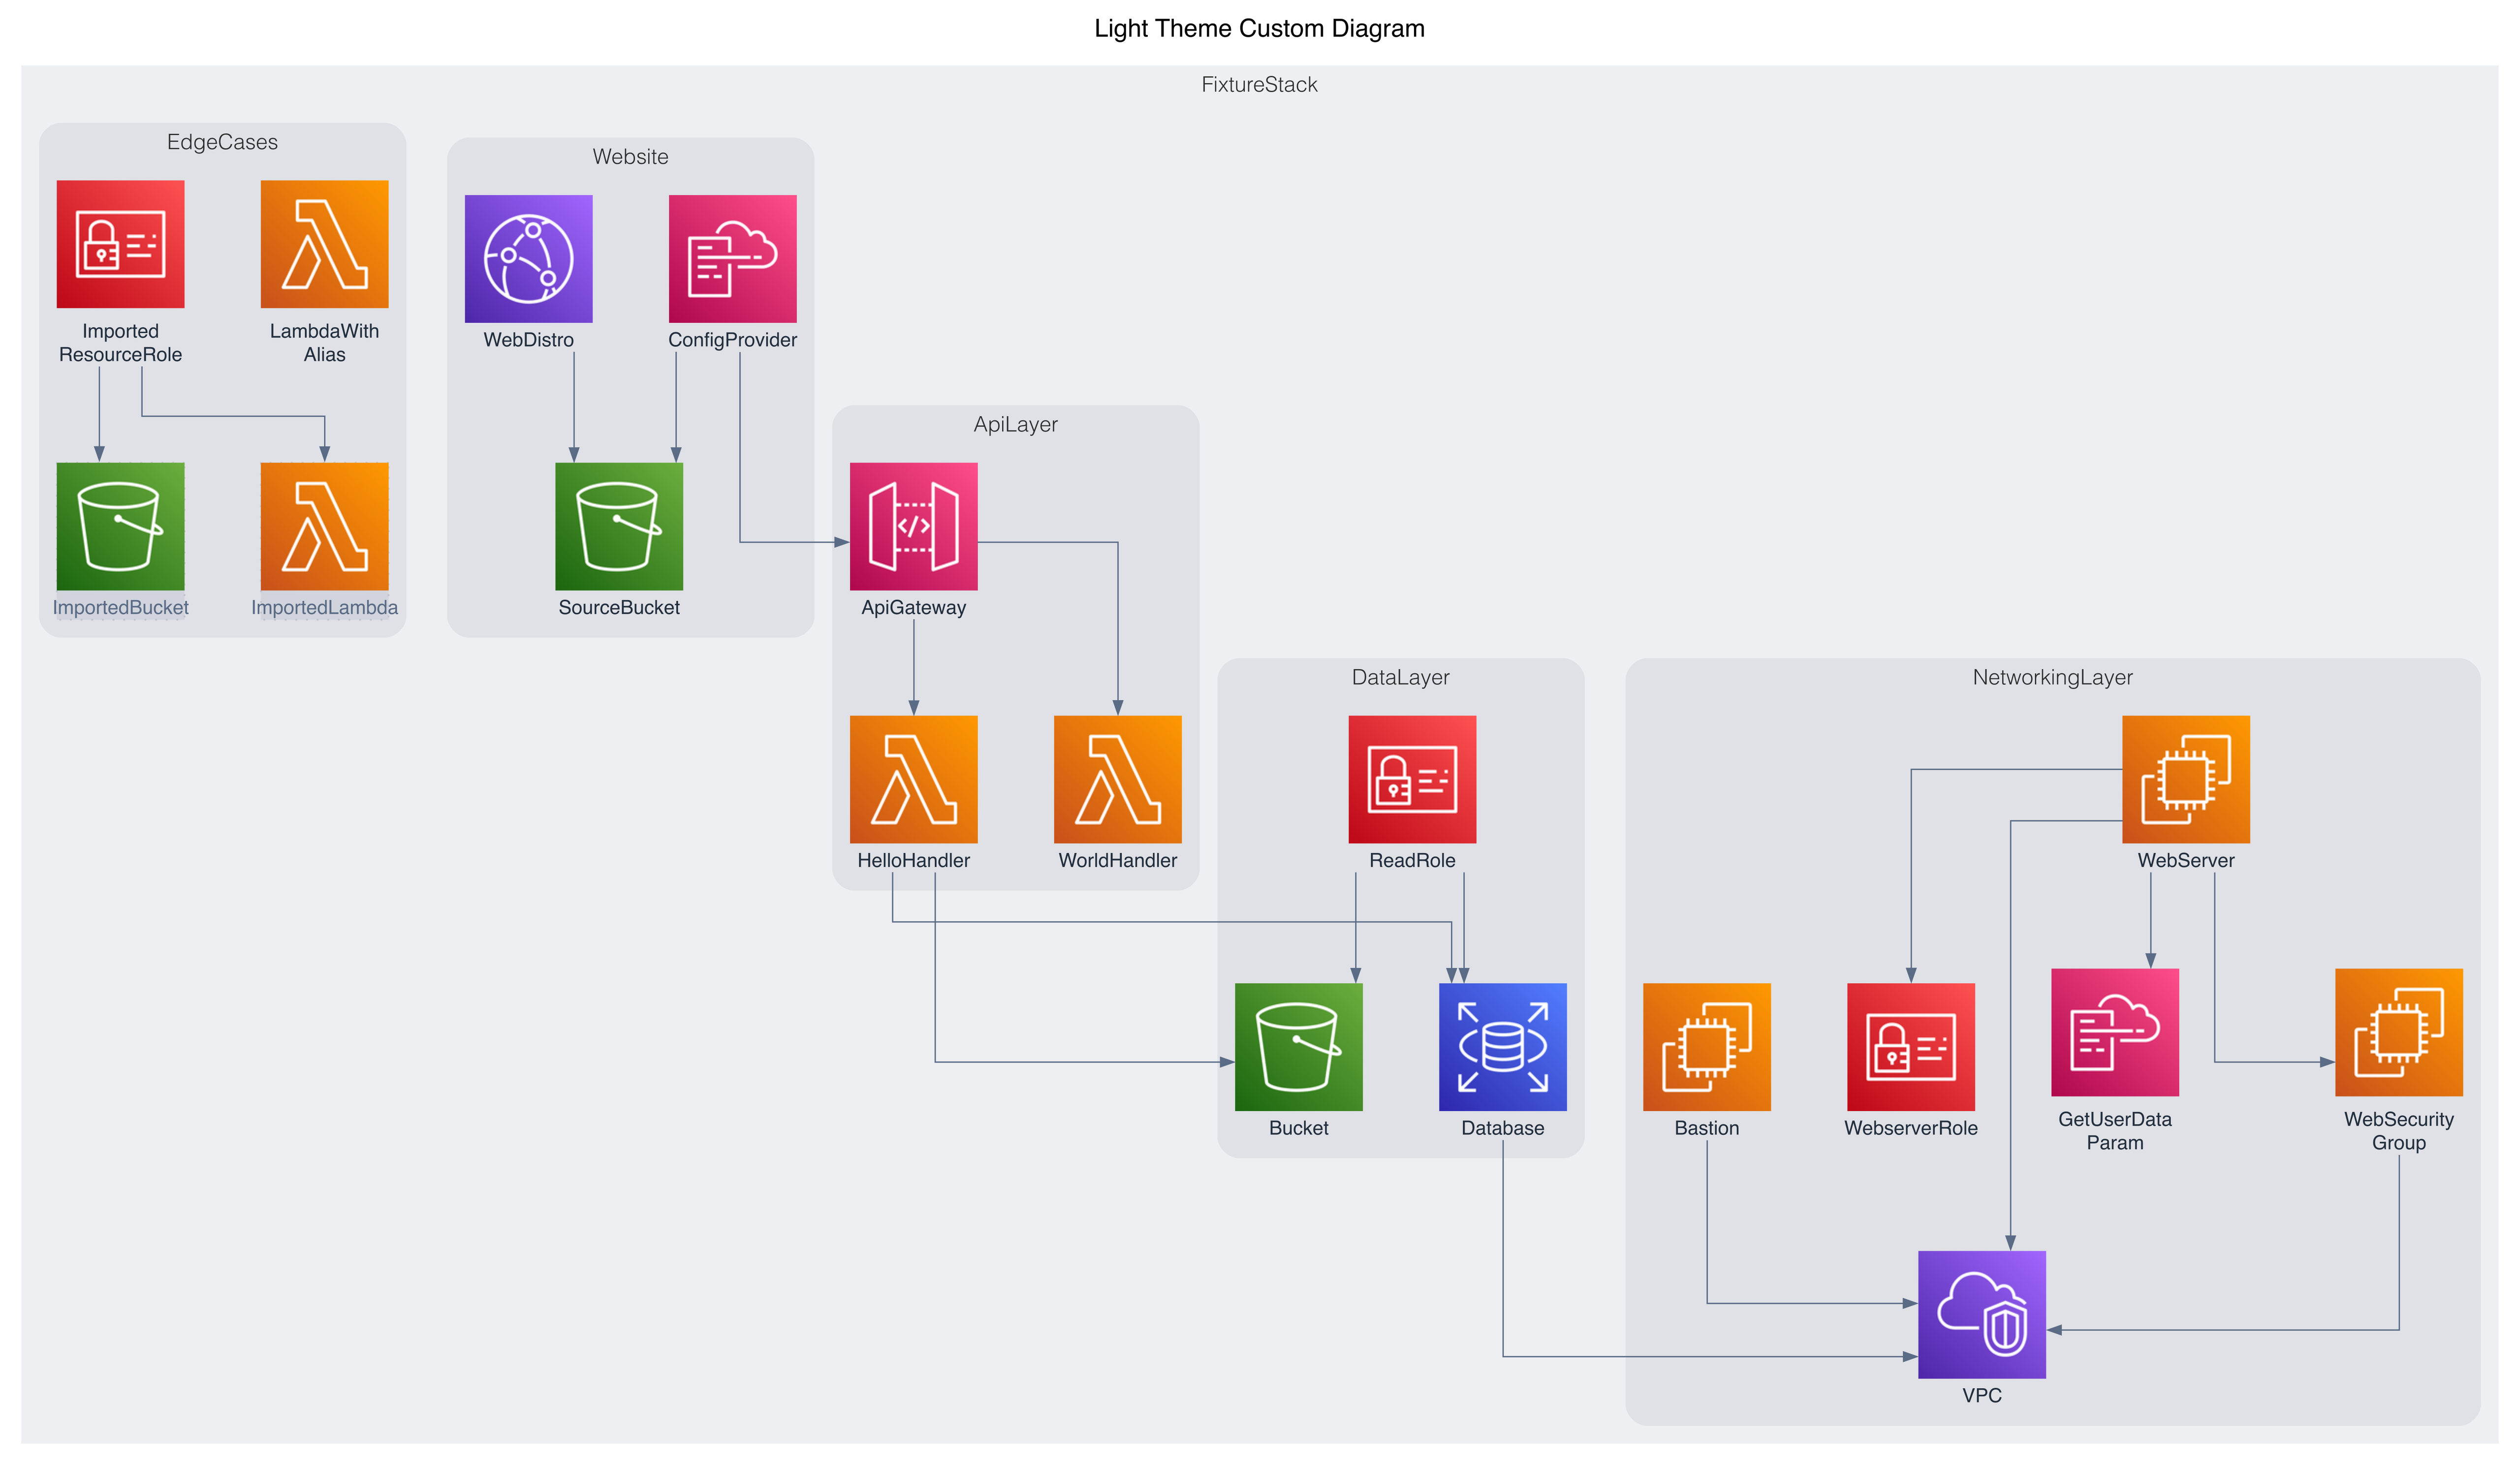 Light Theme Custom Diagram
FixtureStack
EdgeCases
Imported
ResourceRole
LambdaWith
Alias
ImportedBucket
ImportedLambda
Website
WebDistro
ConfigProvider
SourceBucket
ApiLayer
</>
ApiGateway
HelloHandler
WorldHandler
DataLayer
ReadRole
Bucket
Database
NetworkingLayer
WebServer
Bastion
WebserverRole
GetUserData
Param
WebSecurity
Group
VPC